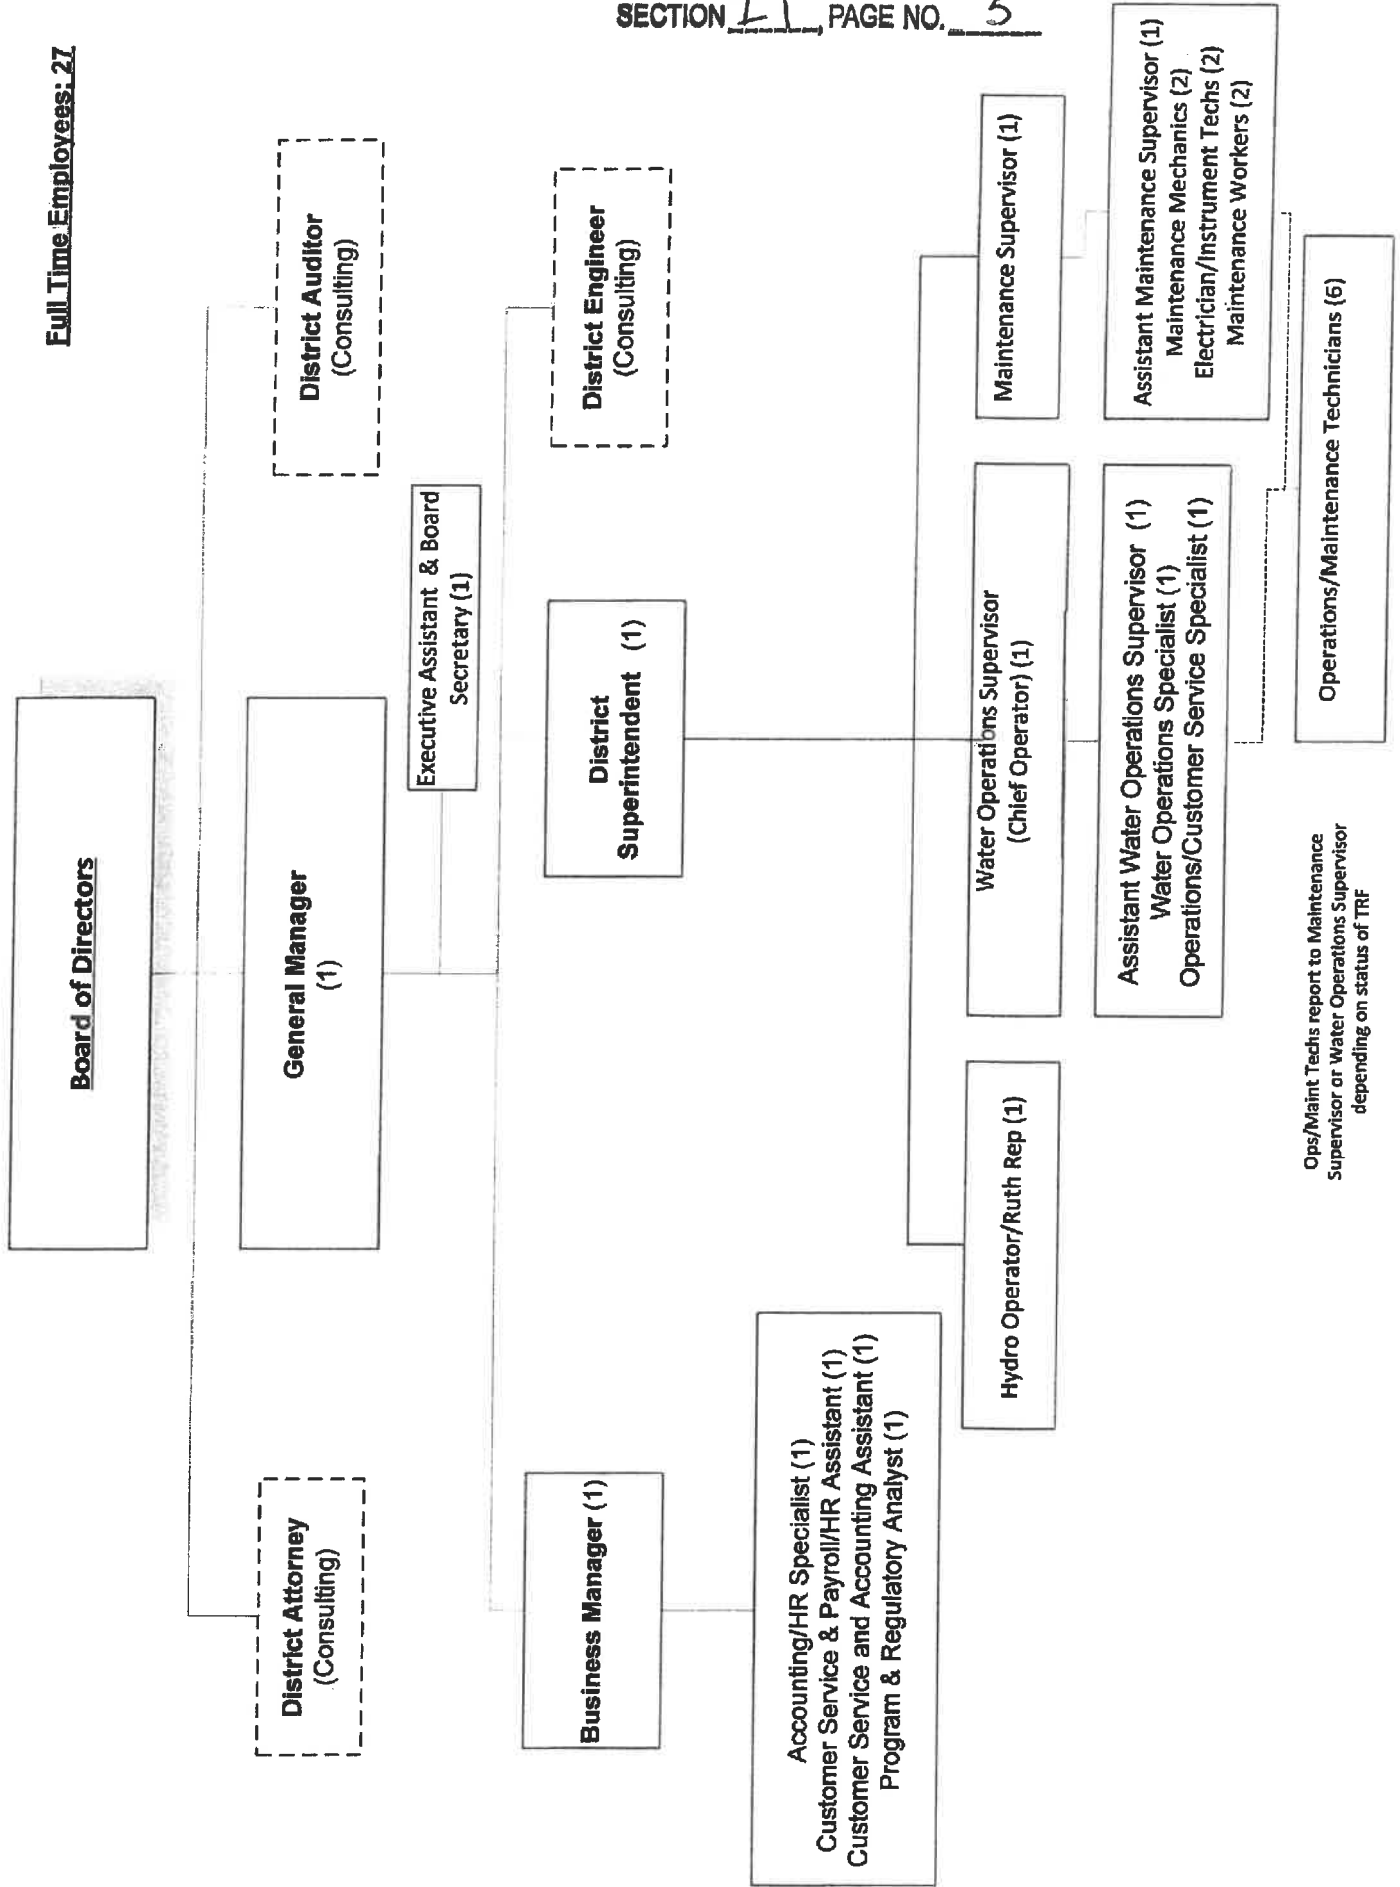 SECTION L1, PAGE NO. 5
Full Time Employees: 27
Board of Directors
District Attorney
(Consulting)
District Auditor
(Consulting)
General Manager
(1)
Executive Assistant & Board
Secretary (1)
Business Manager (1)
District
Superintendent (1)
District Engineer
(Consulting)
Accounting/HR Specialist (1)
Customer Service & Payroll/HR Assistant (1)
Customer Service and Accounting Assistant (1)
Program & Regulatory Analyst (1)
Hydro Operator/Ruth Rep (1)
Water Operations Supervisor
(Chief Operator) (1)
Maintenance Supervisor (1)
Assistant Water Operations Supervisor (1)
Water Operations Specialist (1)
Operations/Customer Service Specialist (1)
Assistant Maintenance Supervisor (1)
Maintenance Mechanics (2)
Electrician/Instrument Techs (2)
Maintenance Workers (2)
Ops/Maint Techs report to Maintenance
Supervisor or Water Operations Supervisor
depending on status of TRF
Operations/Maintenance Technicians (6)